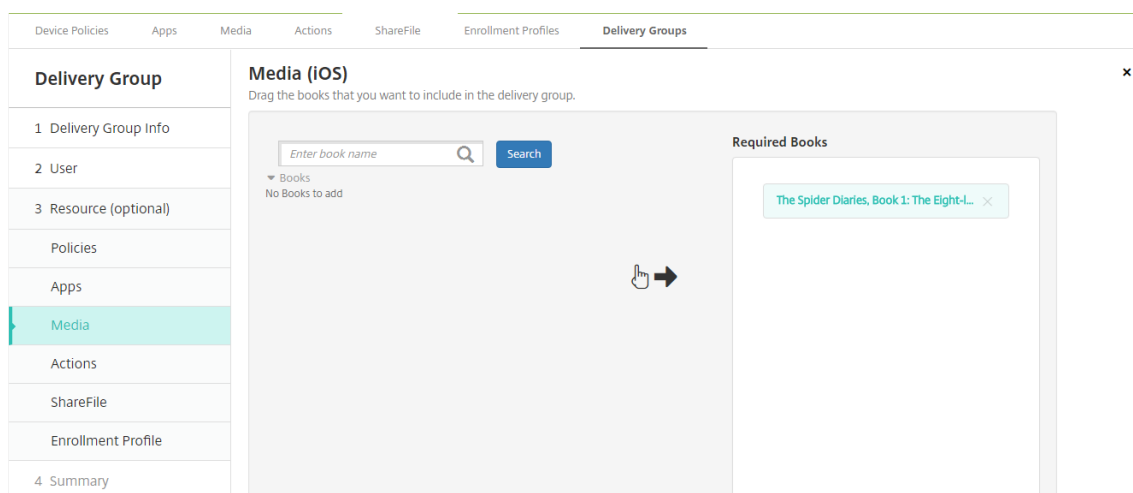 Device Policies Apps Media Actions ShareFile Enrollment Profiles Delivery Groups
Delivery Group
1 Delivery Group Info
2 User
3 Resource (optional)
Policies
Apps
Media
Actions
ShareFile
Enrollment Profile
4 Summary
Media (iOS)
Drag the books that you want to include in the delivery group.
Enter book name
Search
Books
No Books to add
Required Books
The Spider Diaries, Book 1: The Eight-l...